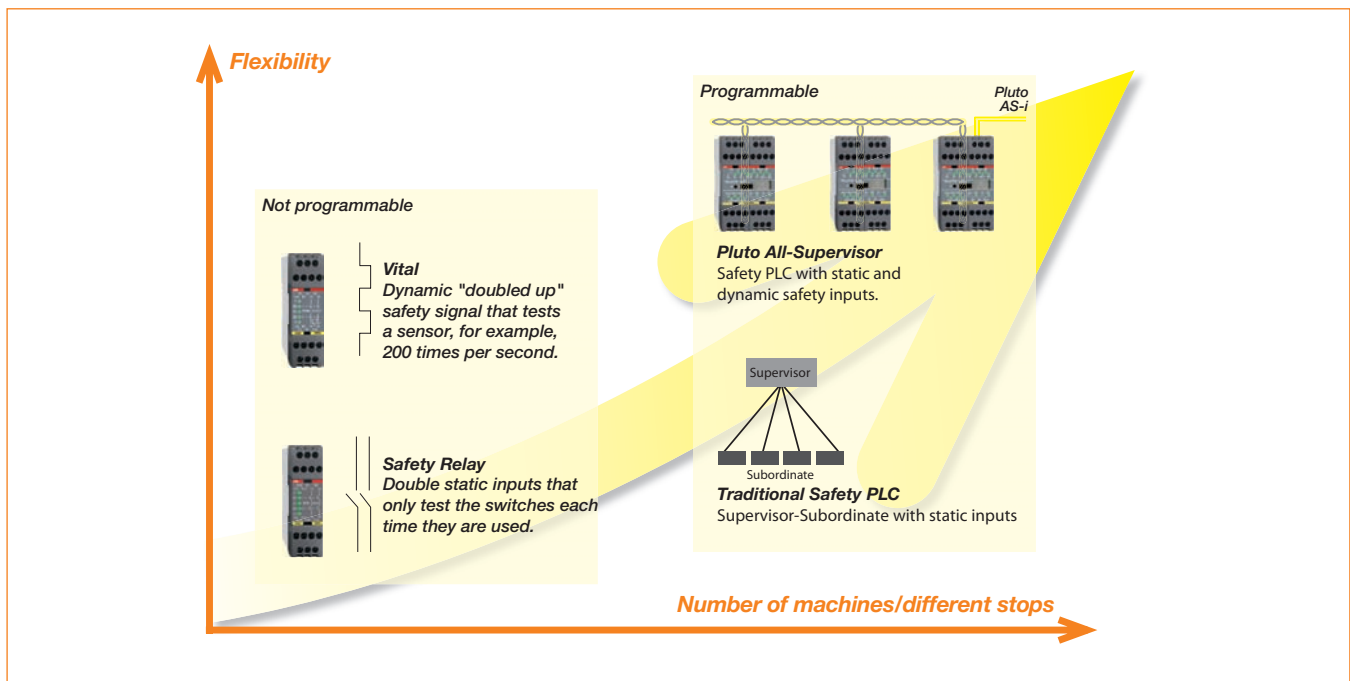 Flexibility
Programmable
Pluto
AS-i
Not programmable
Vital
Dynamic "doubled up"
safety signal that tests
a sensor, for example,
200 times per second.
Pluto All-Supervisor
Safety PLC with static and
dynamic safety inputs.
Supervisor
Subordinate
Safety Relay
Double static inputs that
only test the switches each
time they are used.
Traditional Safety PLC
Supervisor-Subordinate with static inputs
Number of machines/different stops